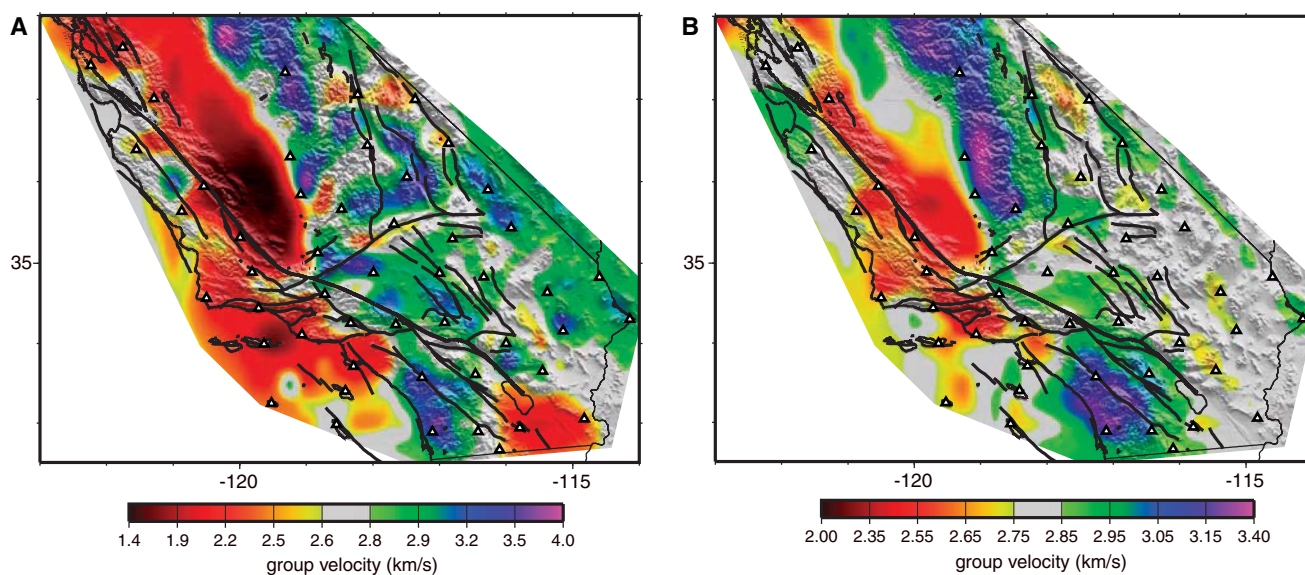 A
B
35
35
-120
-115
-120
-115
1.4 1.9 2.2 2.5 2.6 2.8 2.9 3.2 3.5 4.0
2.00 2.35 2.55 2.65 2.75 2.85 2.95 3.05 3.15 3.40
group velocity (km/s)
group velocity (km/s)